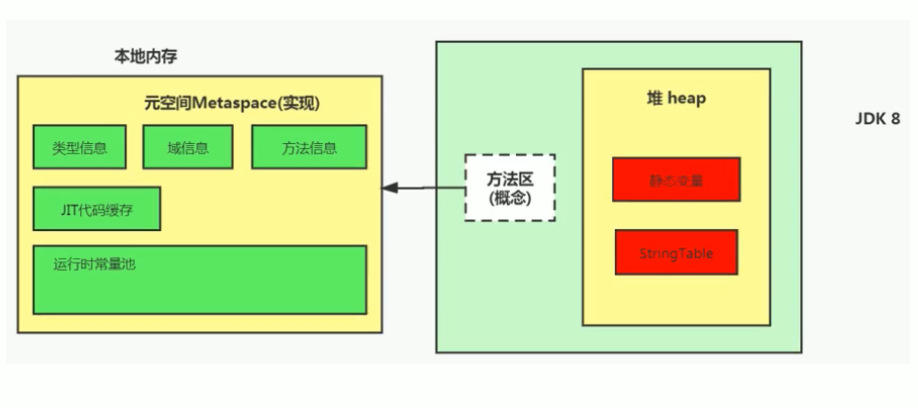 本地内存
元空间Metaspace(实现)
类型信息
域信息
方法信息
JIT代码缓存
运行时常量池
方法区
(概念)
堆 heap
静态变量
StringTable
JDK 8